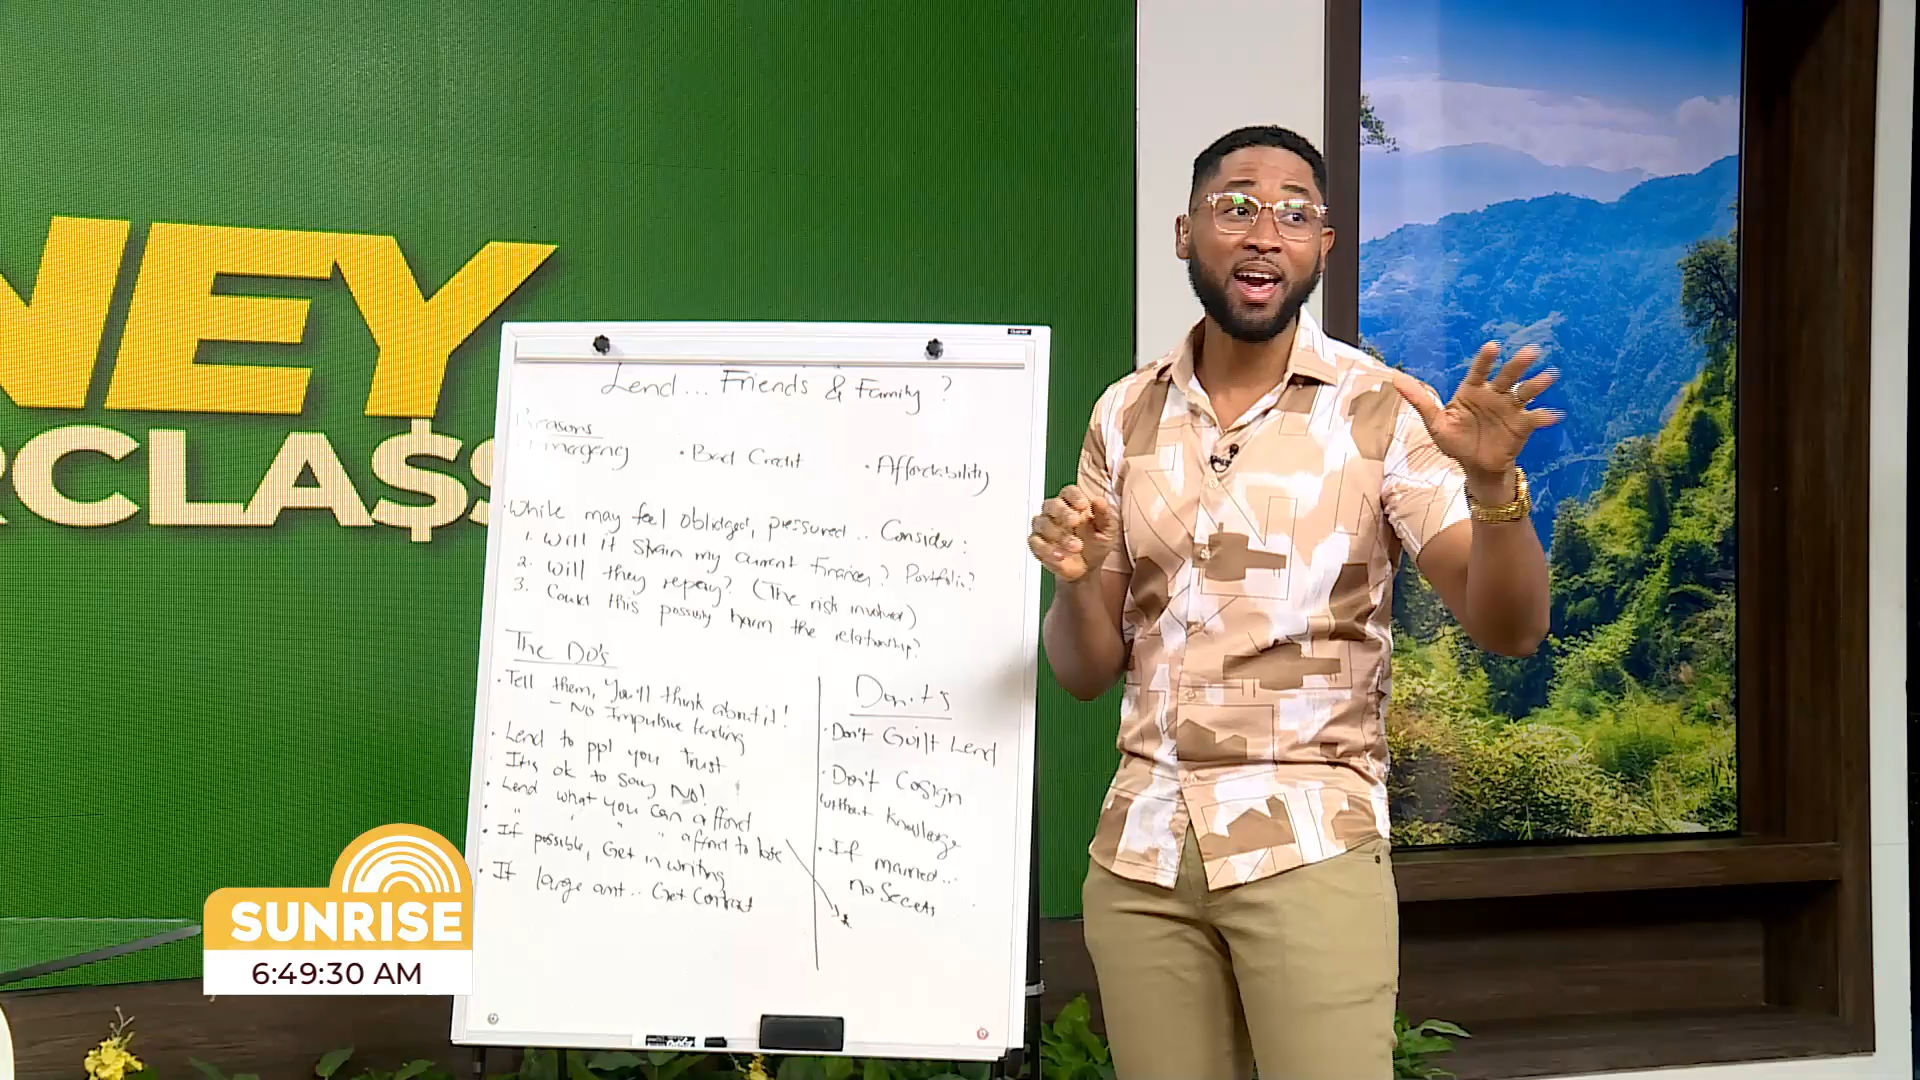 NEY
RCLA$S
Lend... Friends & Family ?
Reasons
Emergency • Bad Credit • Affordability
• While may feel oblidged, pressured... Consider:
1. Will it strain my current finances? Portfolio?
2. Will they repay? (The risk involved)
3. Could this possibly harm the relationship?
The Do's
• Tell them, You'll think about it!
- No Impulsive lending
• Lend to ppl you Trust
• It's ok to say NO!
• Lend what you can afford
• " " " afford to lose
• If possible, Get in writing
• If large amt... Get Contract
Don'ts
• Don't Guilt Lend
• Don't Cosign
without knowledge
• If married...
no Secrets
SUNRISE
6:49:30 AM